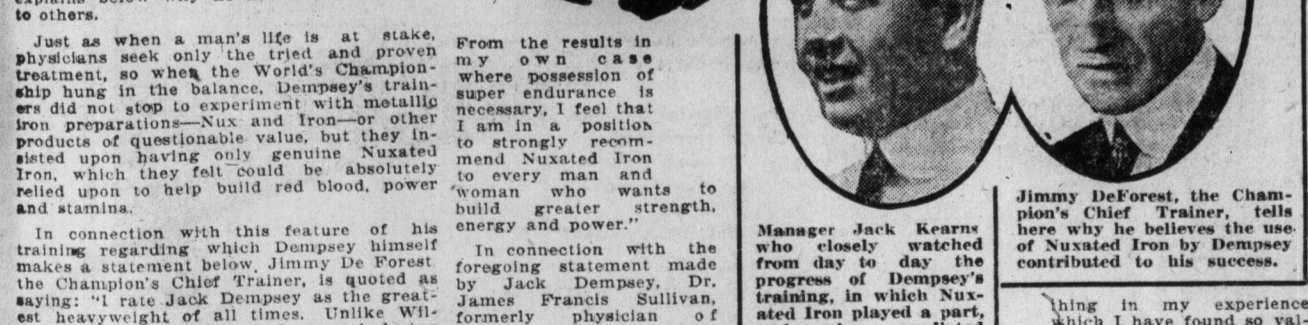 to others.
Just as when a man's life is at stake,
physicians seek only the tried and proven
treatment, so when the World's Champion-
ship hung in the balance, Dempsey's train-
ers did not stop to experiment with metallic
iron preparations—Nux and Iron—or other
products of questionable value, but they in-
sisted upon having only genuine Nuxated
Iron, which they felt could be absolutely
relied upon to help build red blood, power
and stamina.
In connection with this feature of his
training regarding which Dempsey himself
makes a statement below, Jimmy De Forest
the Champion's Chief Trainer, is quoted as
saying: "I rate Jack Dempsey as the great-
est heavyweight of all times. Unlike Wil-
From the results in
my own case
where possession of
super endurance is
necessary, I feel that
I am in a position
to strongly recom-
mend Nuxated Iron
to every man and
woman who wants to
build greater strength,
energy and power."
In connection with the
foregoing statement made
by Jack Dempsey, Dr.
James Francis Sullivan,
formerly physician of
Manager Jack Kearns
who closely watched
from day to day the
progress of Dempsey's
training, in which Nux-
ated Iron played a part,
Jimmy DeForest, the Cham-
pion's Chief Trainer, tells
here why he believes the use
of Nuxated Iron by Dempsey
contributed to his success.
thing in my experience
which I have found so val-